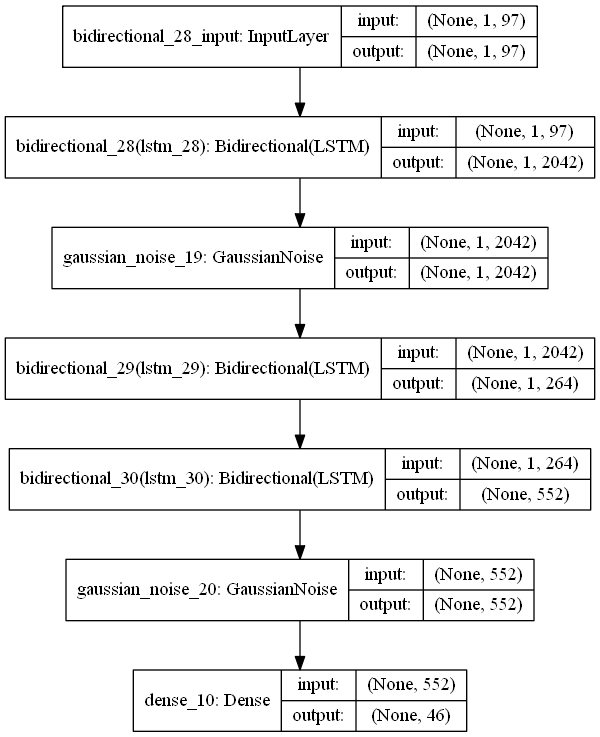 bidirectional_28_input: InputLayer
input: (None, 1, 97)
output: (None, 1, 97)
bidirectional_28(lstm_28): Bidirectional(LSTM)
input: (None, 1, 97)
output: (None, 1, 2042)
gaussian_noise_19: GaussianNoise
input: (None, 1, 2042)
output: (None, 1, 2042)
bidirectional_29(lstm_29): Bidirectional(LSTM)
input: (None, 1, 2042)
output: (None, 1, 264)
bidirectional_30(lstm_30): Bidirectional(LSTM)
input: (None, 1, 264)
output: (None, 552)
gaussian_noise_20: GaussianNoise
input: (None, 552)
output: (None, 552)
dense_10: Dense
input: (None, 552)
output: (None, 46)